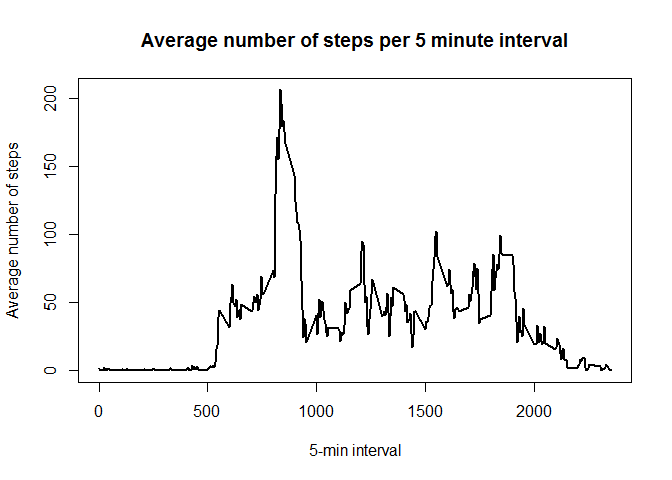 Average number of steps per 5 minute interval
Average number of steps
200
150
100
50
0
0 500 1000 1500 2000
5-min interval